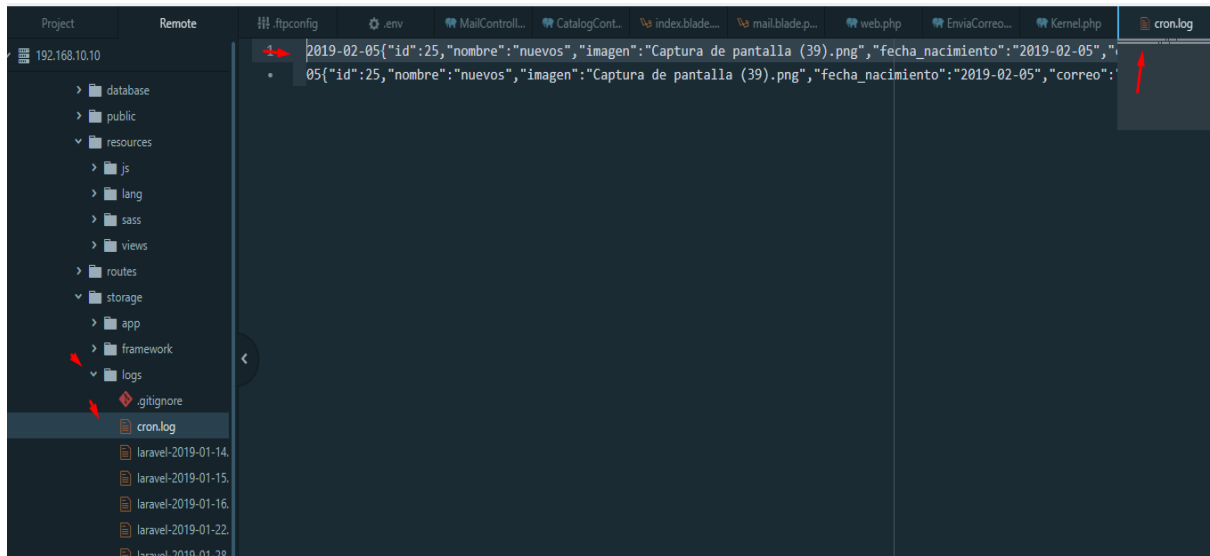 Project Remote .ftpconfig .env MailControll... CatalogCont... index.blade.... mail.blade.p... web.php EnviaCorreo... Kernel.php cron.log
192.168.10.10
1 2019-02-05{"id":25,"nombre":"nuevos","imagen":"Captura de pantalla (39).png","fecha_nacimiento":"2019-02-05","
• 05{"id":25,"nombre":"nuevos","imagen":"Captura de pantalla (39).png","fecha_nacimiento":"2019-02-05","correo":"
database
public
resources
js
lang
sass
views
routes
storage
app
framework
logs
.gitignore
cron.log
laravel-2019-01-14.
laravel-2019-01-15.
laravel-2019-01-16.
laravel-2019-01-22.
laravel-2019-01-28